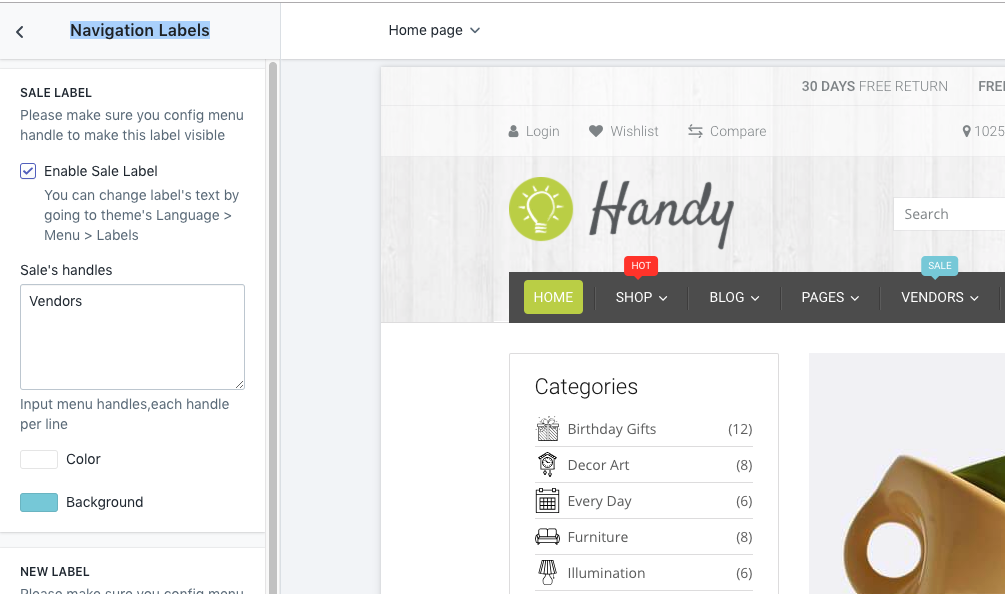 Navigation Labels
SALE LABEL
Please make sure you config menu
handle to make this label visible
Enable Sale Label
You can change label's text by
going to theme's Language >
Menu > Labels
Sale's handles
Vendors
Input menu handles,each handle
per line
Color
Background
NEW LABEL
Please make sure you config menu
Home page
30 DAYS FREE RETURN FREE
Login Wishlist Compare 1025
Handy
Search
HOT SALE
HOME SHOP BLOG PAGES VENDORS
Categories
Birthday Gifts (12)
Decor Art (8)
Every Day (6)
Furniture (8)
Illumination (6)